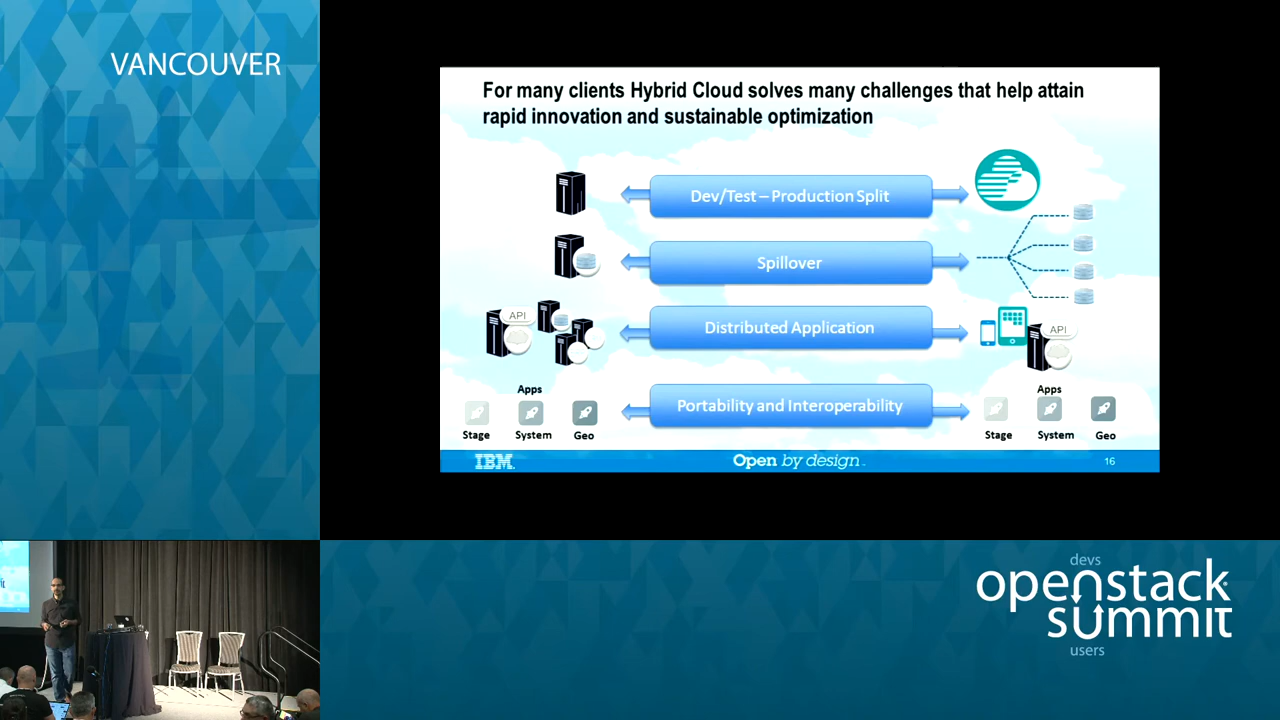 VANCOUVER
For many clients Hybrid Cloud solves many challenges that help attain
rapid innovation and sustainable optimization
Dev/Test – Production Split
Spillover
API
Distributed Application
API
Apps
Portability and Interoperability
Apps
Stage
System
Geo
Stage
System
Geo
IBM
Open by design
16
devs
openstack
summit
users